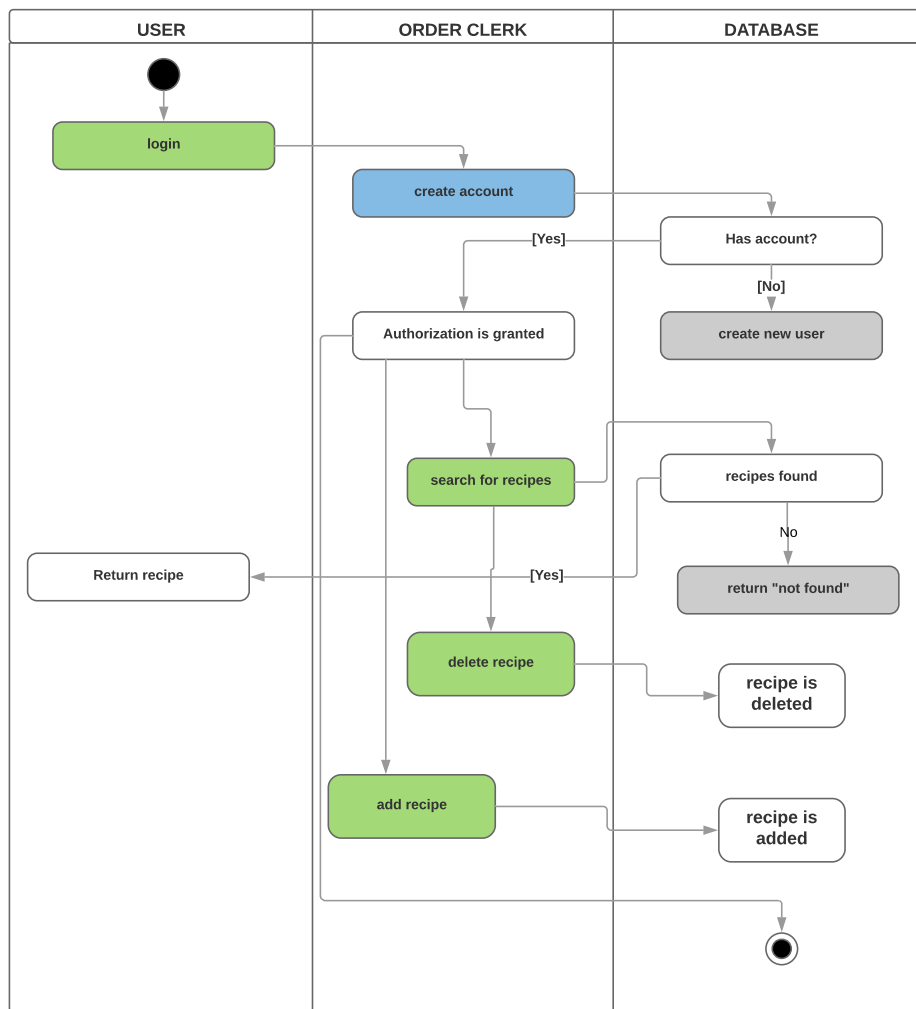 USER
ORDER CLERK
DATABASE
login
create account
Has account?
[Yes]
[No]
Authorization is granted
create new user
search for recipes
recipes found
No
Return recipe
[Yes]
return "not found"
delete recipe
recipe is
deleted
add recipe
recipe is
added